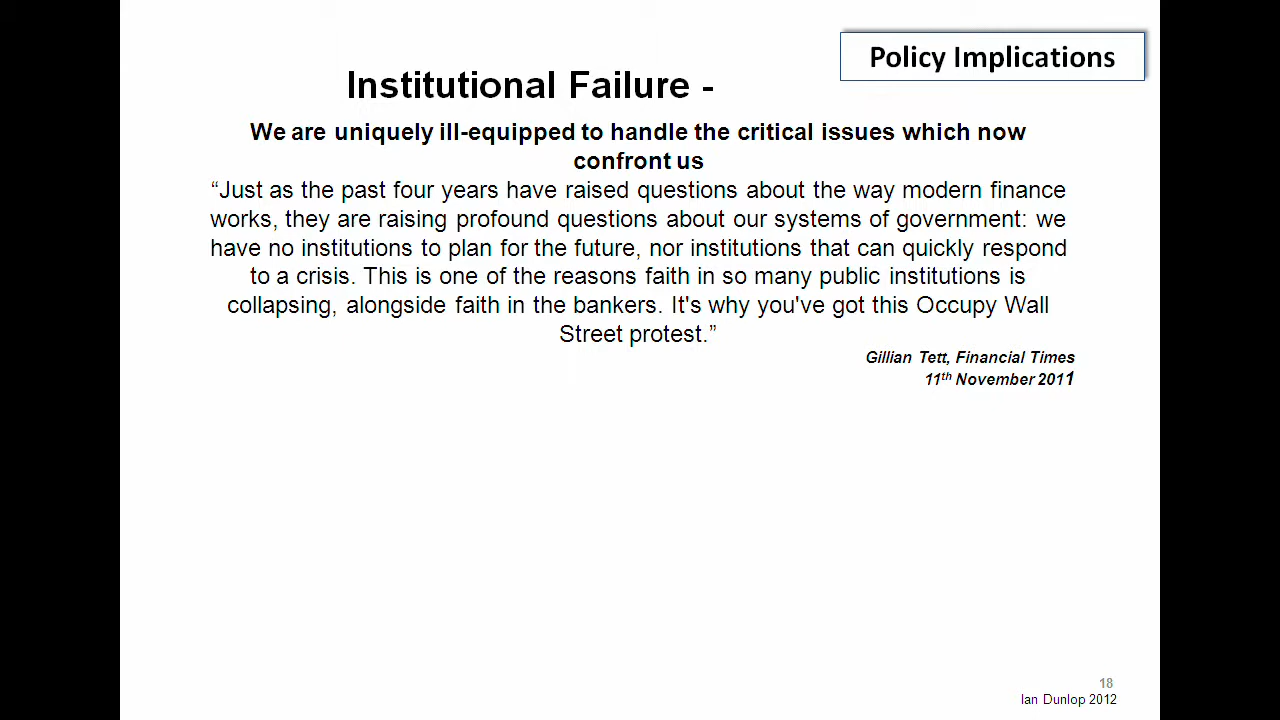 Policy Implications
Institutional Failure -
We are uniquely ill-equipped to handle the critical issues which now
confront us
“Just as the past four years have raised questions about the way modern finance
works, they are raising profound questions about our systems of government: we
have no institutions to plan for the future, nor institutions that can quickly respond
to a crisis. This is one of the reasons faith in so many public institutions is
collapsing, alongside faith in the bankers. It's why you've got this Occupy Wall
Street protest.”
Gillian Tett, Financial Times
11th November 2011
18
Ian Dunlop 2012